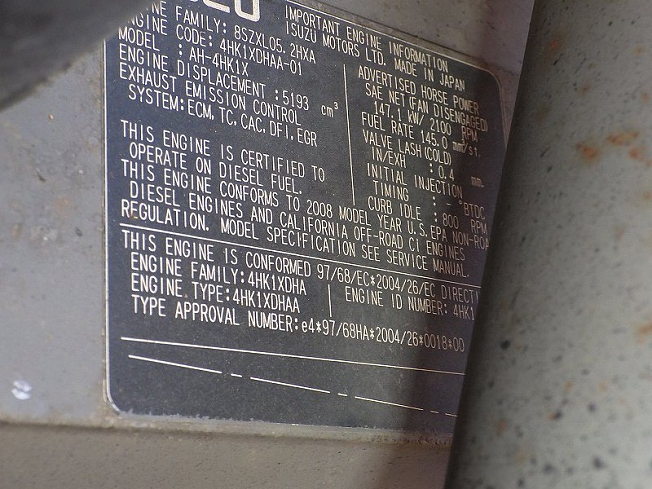 IMPORTANT ENGINE INFORMATION
ISUZU MOTORS LTD. MADE IN JAPAN
ENGINE FAMILY: 8SZXL05.2HXA
ENGINE CODE: 4HK1XDHAA-01
MODEL : AH-4HK1X
ENGINE DISPLACEMENT :5193 cm³
EXHAUST EMISSION CONTROL
SYSTEM:ECM,TC,CAC,DFI,EGR
THIS ENGINE IS CERTIFIED TO
OPERATE ON DIESEL FUEL.
ADVERTISED HORSE POWER
SAE NET(FAN DISENGAGED)
147.1 kW/ 2100 RPM
FUEL RATE 145.0 mm³/st.
VALVE LASH(COLD)
IN/EXH : 0.4 mm
INITIAL INJECTION
TIMING : - °BTDC
CURB IDLE : 800 RPM
THIS ENGINE CONFORMS TO 2008 MODEL YEAR U.S.EPA NON-ROA
DIESEL ENGINES AND CALIFORNIA OFF-ROAD CI ENGINES
REGULATION. MODEL SPECIFICATION SEE SERVICE MANUAL.
THIS ENGINE IS CONFORMED 97/68/EC*2004/26/EC DIRECTI
ENGINE FAMILY:4HK1XDHA
ENGINE TYPE:4HK1XDHAA
ENGINE ID NUMBER: 4HK1
TYPE APPROVAL NUMBER:e4*97/68HA*2004/26*0018*00